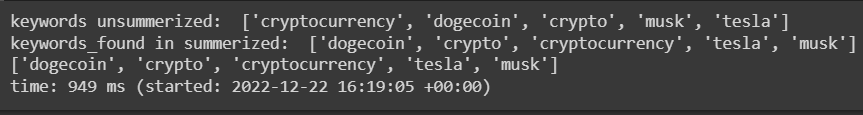 keywords unsummerized:  ['cryptocurrency', 'dogecoin', 'crypto', 'musk', 'tesla']
keywords_found in summerized:  ['dogecoin', 'crypto', 'cryptocurrency', 'tesla', 'musk']
['dogecoin', 'crypto', 'cryptocurrency', 'tesla', 'musk']
time: 949 ms (started: 2022-12-22 16:19:05 +00:00)